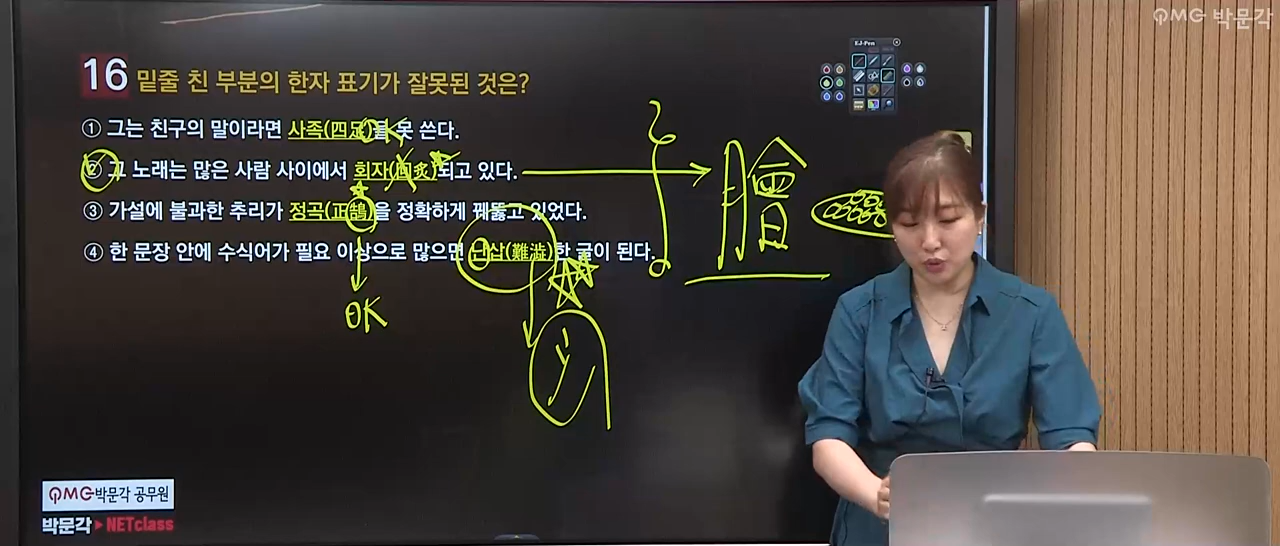 QMG 박문각
EJ-Pen
16 밑줄 친 부분의 한자 표기가 잘못된 것은?
① 그는 친구의 말이라면 사족(四足)을 못 쓴다.
OK
② 그 노래는 많은 사람 사이에서 회자(回炙)되고 있다.
膾
③ 가설에 불과한 추리가 정곡(正鵠)을 정확하게 꿰뚫고 있었다.
④ 한 문장 안에 수식어가 필요 이상으로 많으면 난삽(難澁)한 글이 된다.
OK
QMG 박문각 공무원
박문각 NETclass